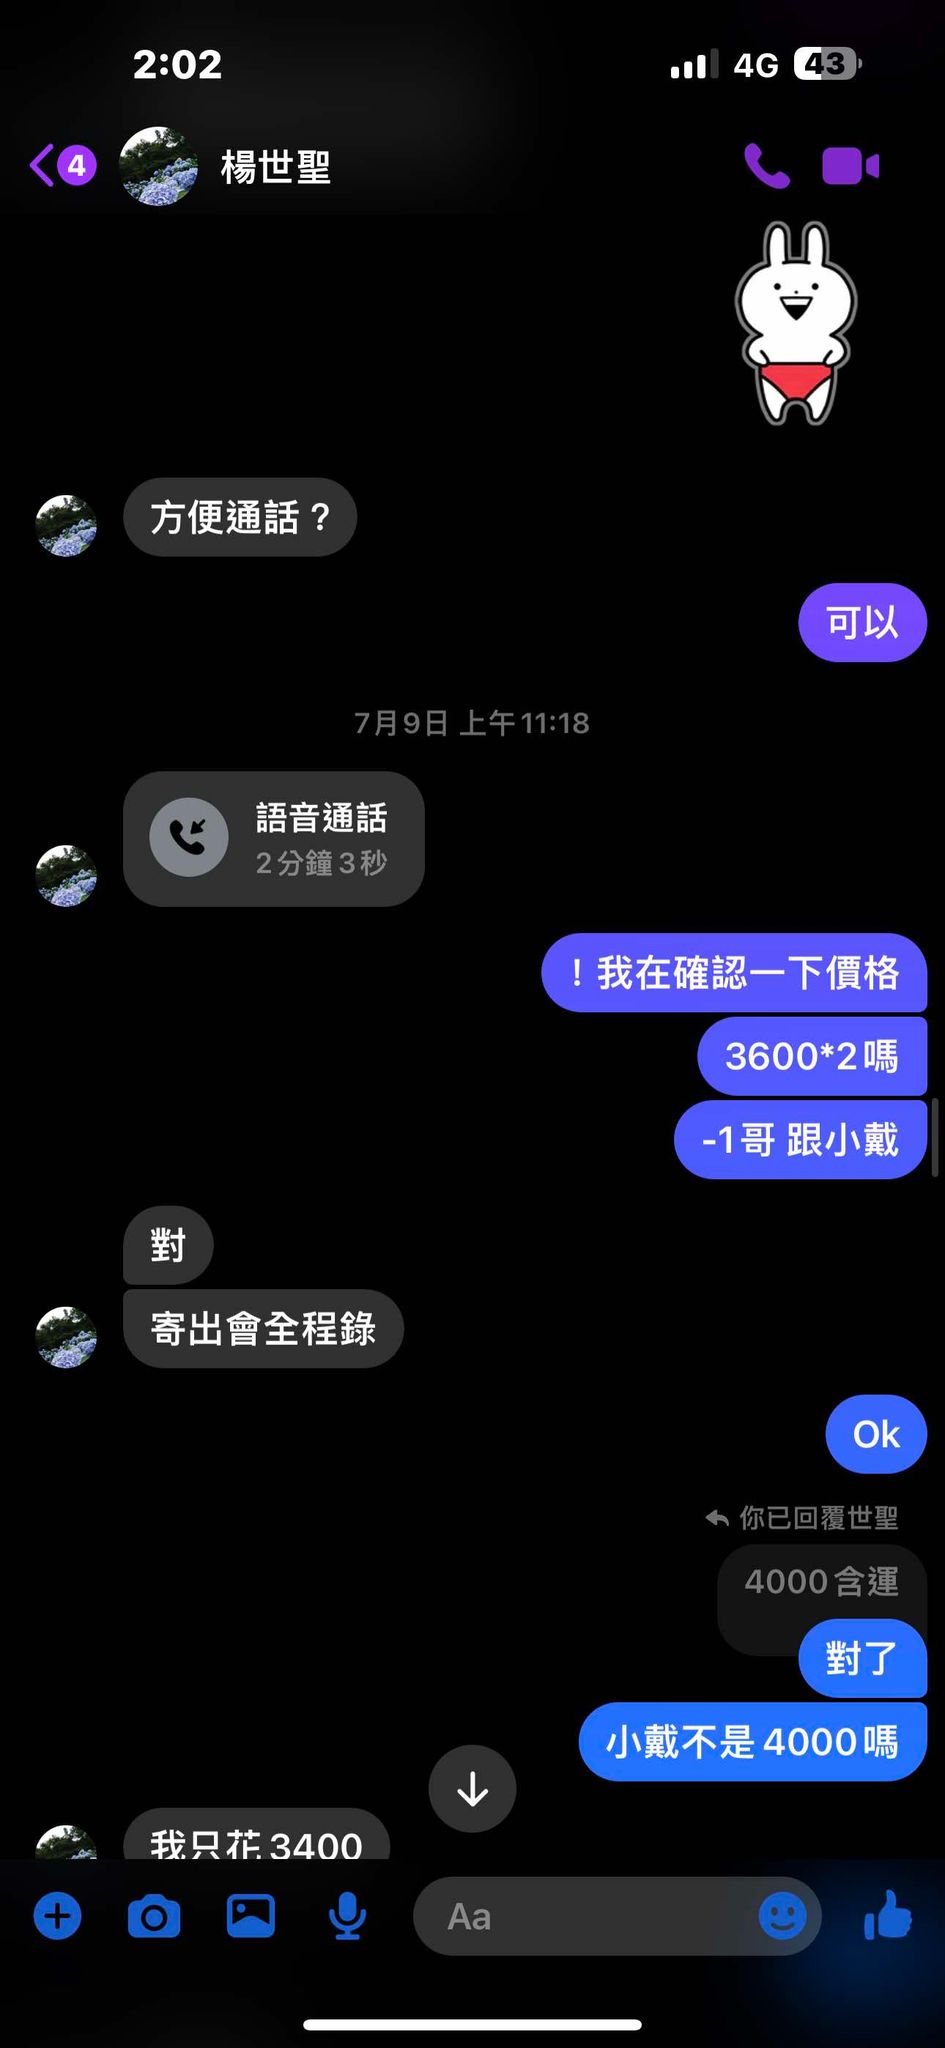 2:02
4G
43
4
楊世聖
方便通話?
可以
7月9日 上午11:18
語音通話
2分鐘3秒
！我在確認一下價格
3600*2嗎
-1哥 跟小戴
對
寄出會全程錄
Ok
你已回覆世聖
4000含運
對了
小戴不是4000嗎
我只花3400
Aa